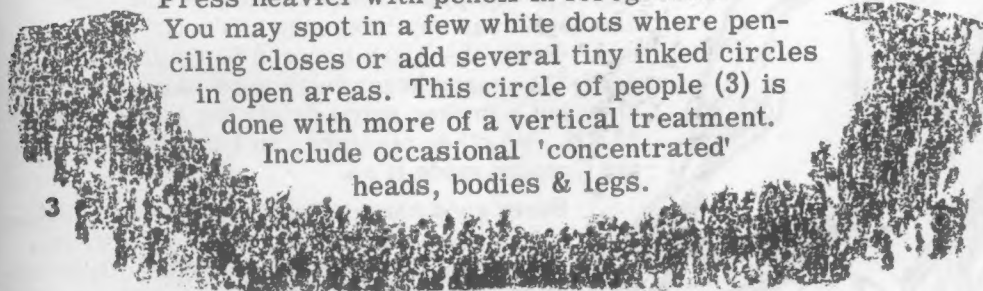 Press heavier with pencil in
You may spot in a few white dots where pen-
ciling closes or add several tiny inked circles
in open areas. This circle of people (3) is
done with more of a vertical treatment.
Include occasional 'concentrated'
heads, bodies & legs.
3